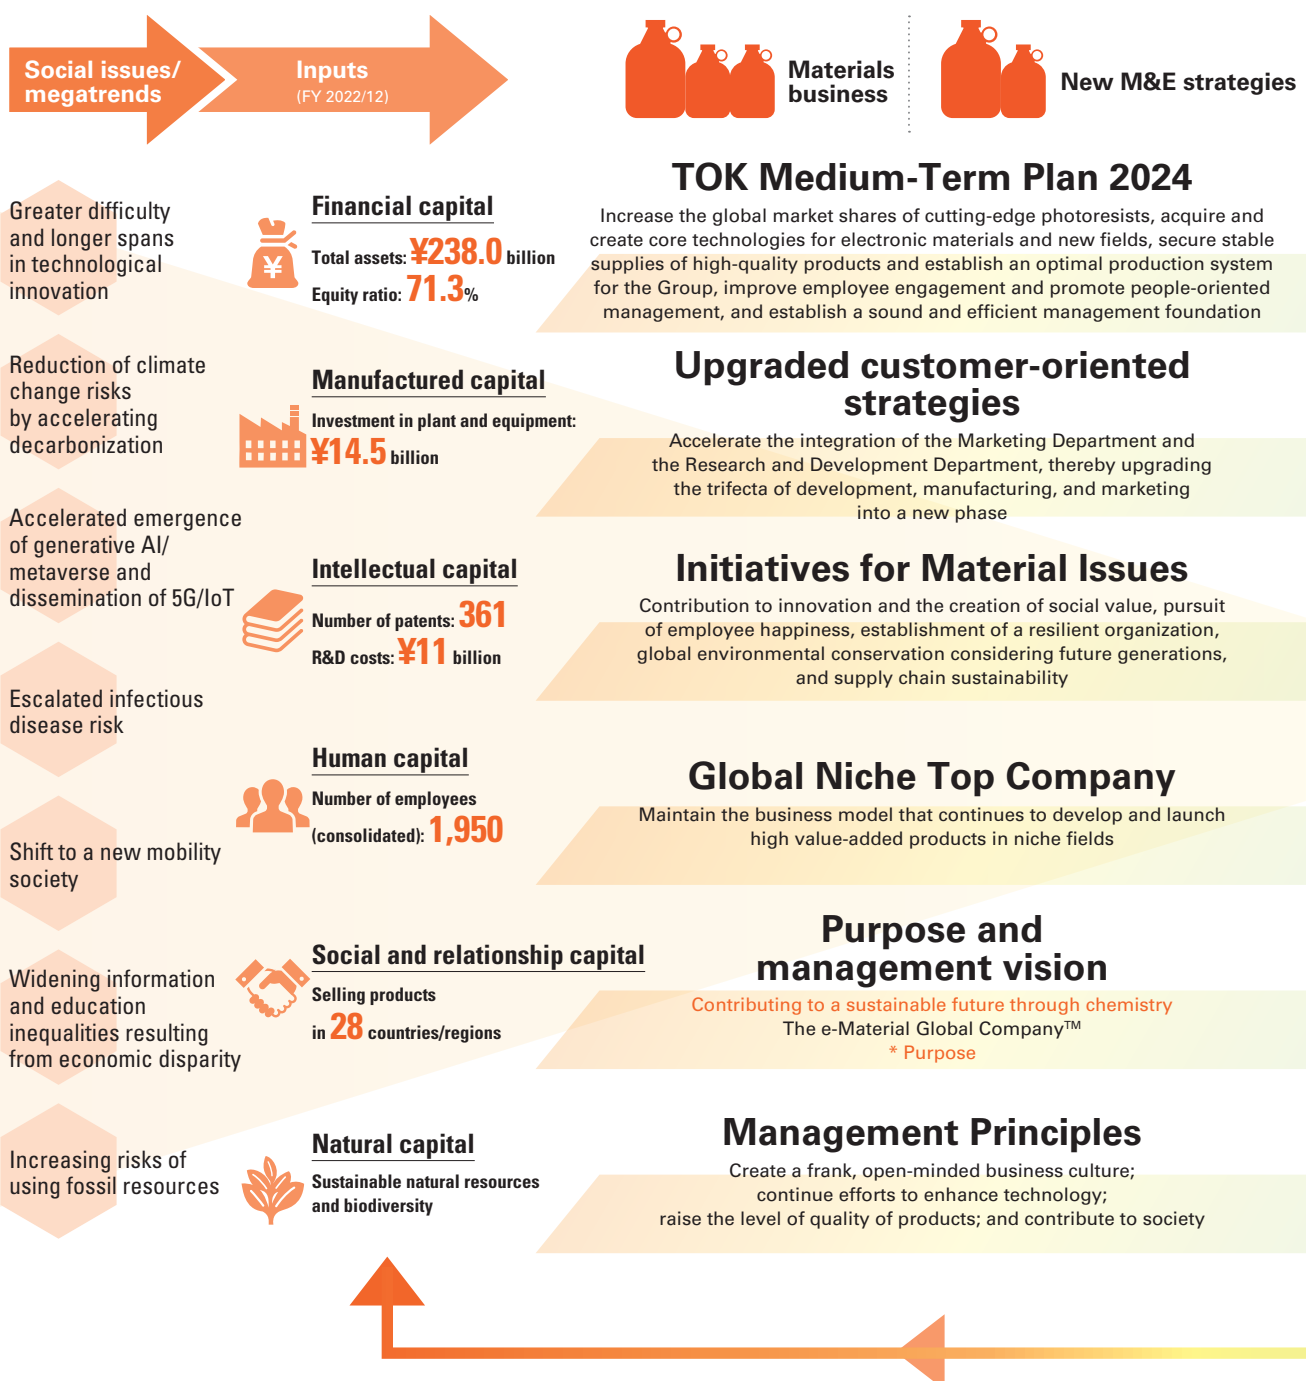 Social issues/
megatrends
Inputs
(FY 2022/12)
Materials
business
New M&E strategies
Greater difficulty
and longer spans
in technological
innovation
Reduction of climate
change risks
by accelerating
decarbonization
Accelerated emergence
of generative AI/
metaverse and
dissemination of 5G/IoT
Escalated infectious
disease risk
Shift to a new mobility
society
Widening information
and education
inequalities resulting
from economic disparity
Increasing risks of
using fossil resources
¥
Financial capital
Total assets: ¥238.0 billion
Equity ratio: 71.3%
Manufactured capital
Investment in plant and equipment:
¥14.5 billion
Intellectual capital
Number of patents: 361
R&D costs: ¥11 billion
Human capital
Number of employees
(consolidated): 1,950
Social and relationship capital
Selling products
in 28 countries/regions
Natural capital
Sustainable natural resources
and biodiversity
TOK Medium-Term Plan 2024
Increase the global market shares of cutting-edge photoresists, acquire and
create core technologies for electronic materials and new fields, secure stable
supplies of high-quality products and establish an optimal production system
for the Group, improve employee engagement and promote people-oriented
management, and establish a sound and efficient management foundation
Upgraded customer-oriented
strategies
Accelerate the integration of the Marketing Department and
the Research and Development Department, thereby upgrading
the trifecta of development, manufacturing, and marketing
into a new phase
Initiatives for Material Issues
Contribution to innovation and the creation of social value, pursuit
of employee happiness, establishment of a resilient organization,
global environmental conservation considering future generations,
and supply chain sustainability
Global Niche Top Company
Maintain the business model that continues to develop and launch
high value-added products in niche fields
Purpose and
management vision
Contributing to a sustainable future through chemistry
The e-Material Global Company™
* Purpose
Management Principles
Create a frank, open-minded business culture;
continue efforts to enhance technology;
raise the level of quality of products; and contribute to society